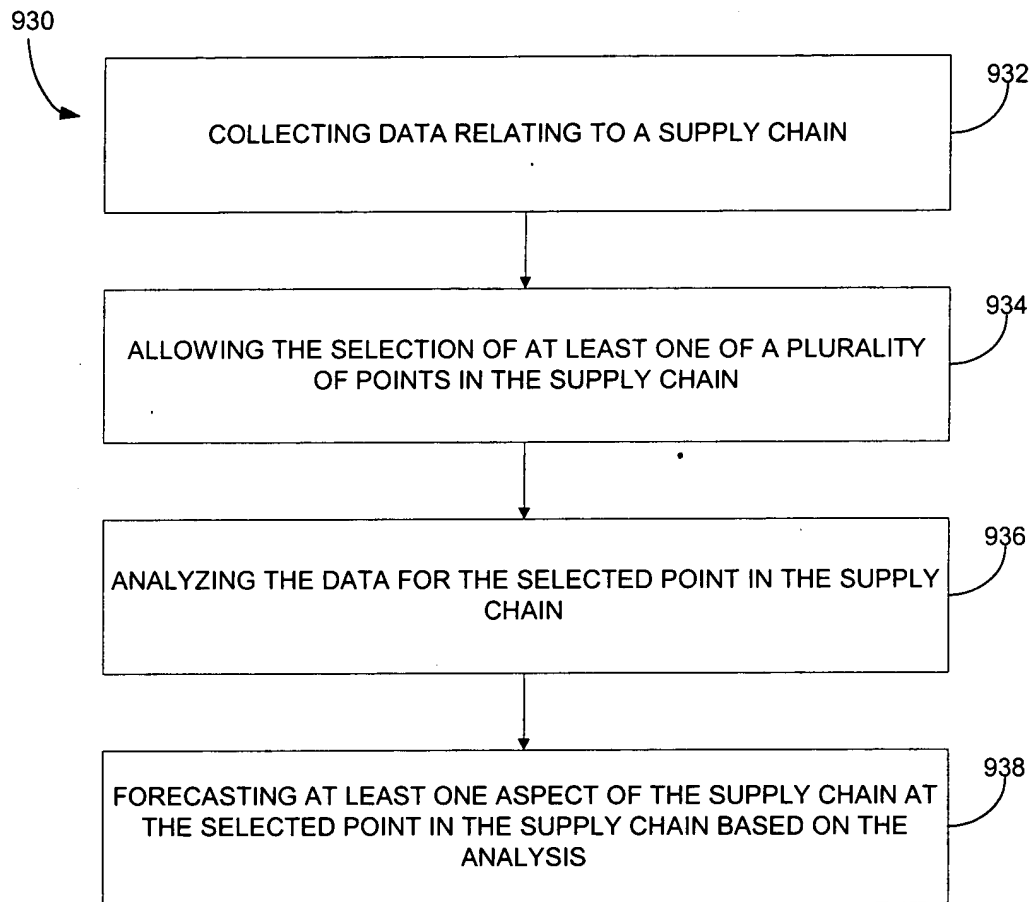 930
932
COLLECTING DATA RELATING TO A SUPPLY CHAIN
934
ALLOWING THE SELECTION OF AT LEAST ONE OF A PLURALITY
OF POINTS IN THE SUPPLY CHAIN
936
ANALYZING THE DATA FOR THE SELECTED POINT IN THE SUPPLY
CHAIN
938
FORECASTING AT LEAST ONE ASPECT OF THE SUPPLY CHAIN AT
THE SELECTED POINT IN THE SUPPLY CHAIN BASED ON THE
ANALYSIS